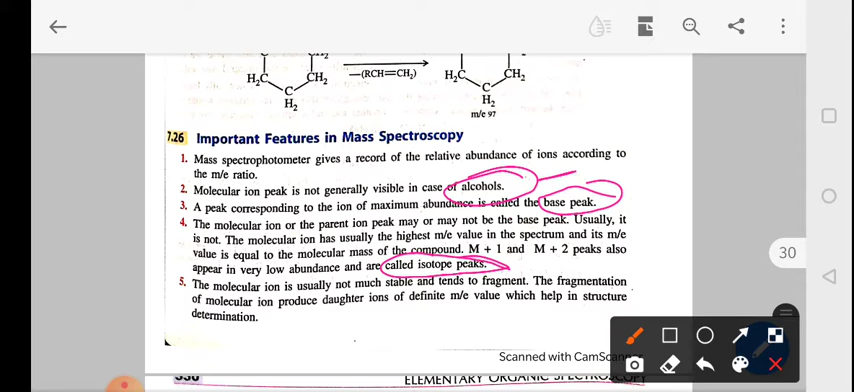 H₂C CH₂ —(RCH=CH₂) H₂C CH₂
C C
H₂ H₂
m/e 97
7.26 Important Features in Mass Spectroscopy
1. Mass spectrophotometer gives a record of the relative abundance of ions according to
the m/e ratio.
2. Molecular ion peak is not generally visible in case of alcohols.
3. A peak corresponding to the ion of maximum abundance is called the base peak.
4. The molecular ion or the parent ion peak may or may not be the base peak. Usually, it
is not. The molecular ion has usually the highest m/e value in the spectrum and its m/e
value is equal to the molecular mass of the compound. M + 1 and M + 2 peaks also
appear in very low abundance and are called isotope peaks.
30
5. The molecular ion is usually not much stable and tends to fragment. The fragmentation
of molecular ion produce daughter ions of definite m/e value which help in structure
determination.
Scanned with CamScanner
ELEMENTARY ORGANIC SPECTROSCOPY